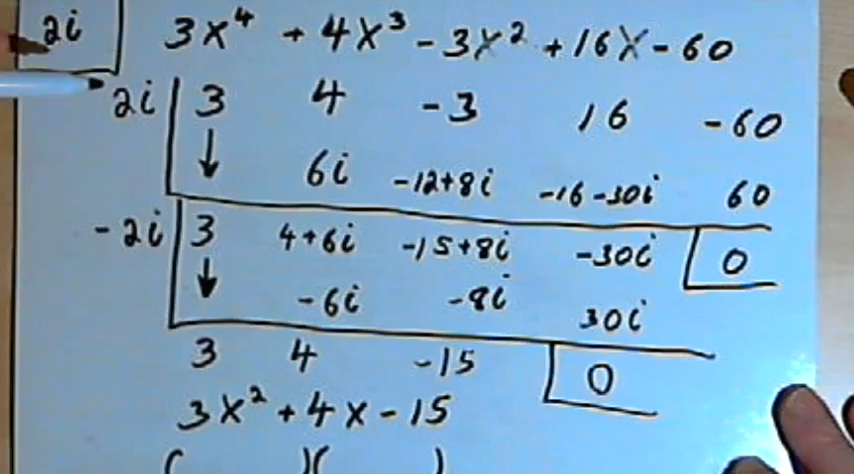 2i 3x⁴ + 4x³ - 3x² + 16x - 60
2i 3 4 -3 16 -60
6i -12+8i -16-30i 60
-2i 3 4+6i -15+8i -30i 0
-6i -8i 30i
3 4 -15 0
3x² + 4x - 15
( )( )